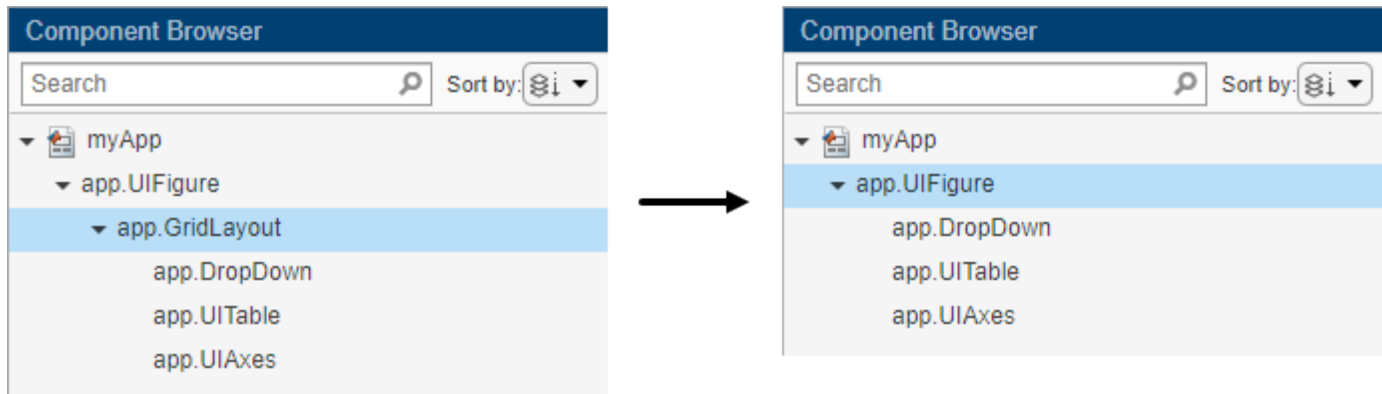 Component Browser
Search Sort by:
myApp
app.UIFigure
app.GridLayout
app.DropDown
app.UITable
app.UIAxes
Component Browser
Search Sort by:
myApp
app.UIFigure
app.DropDown
app.UITable
app.UIAxes